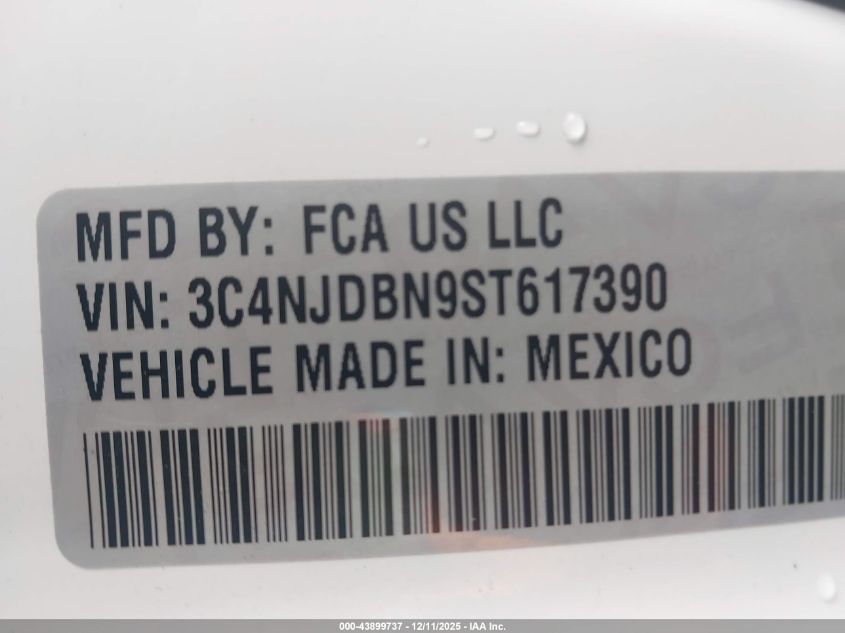 MFD BY: FCA US LLC
VIN: 3C4NJDBN9ST617390
VEHICLE MADE IN: MEXICO
000-43899737 - 12/11/2025 - IAA Inc.